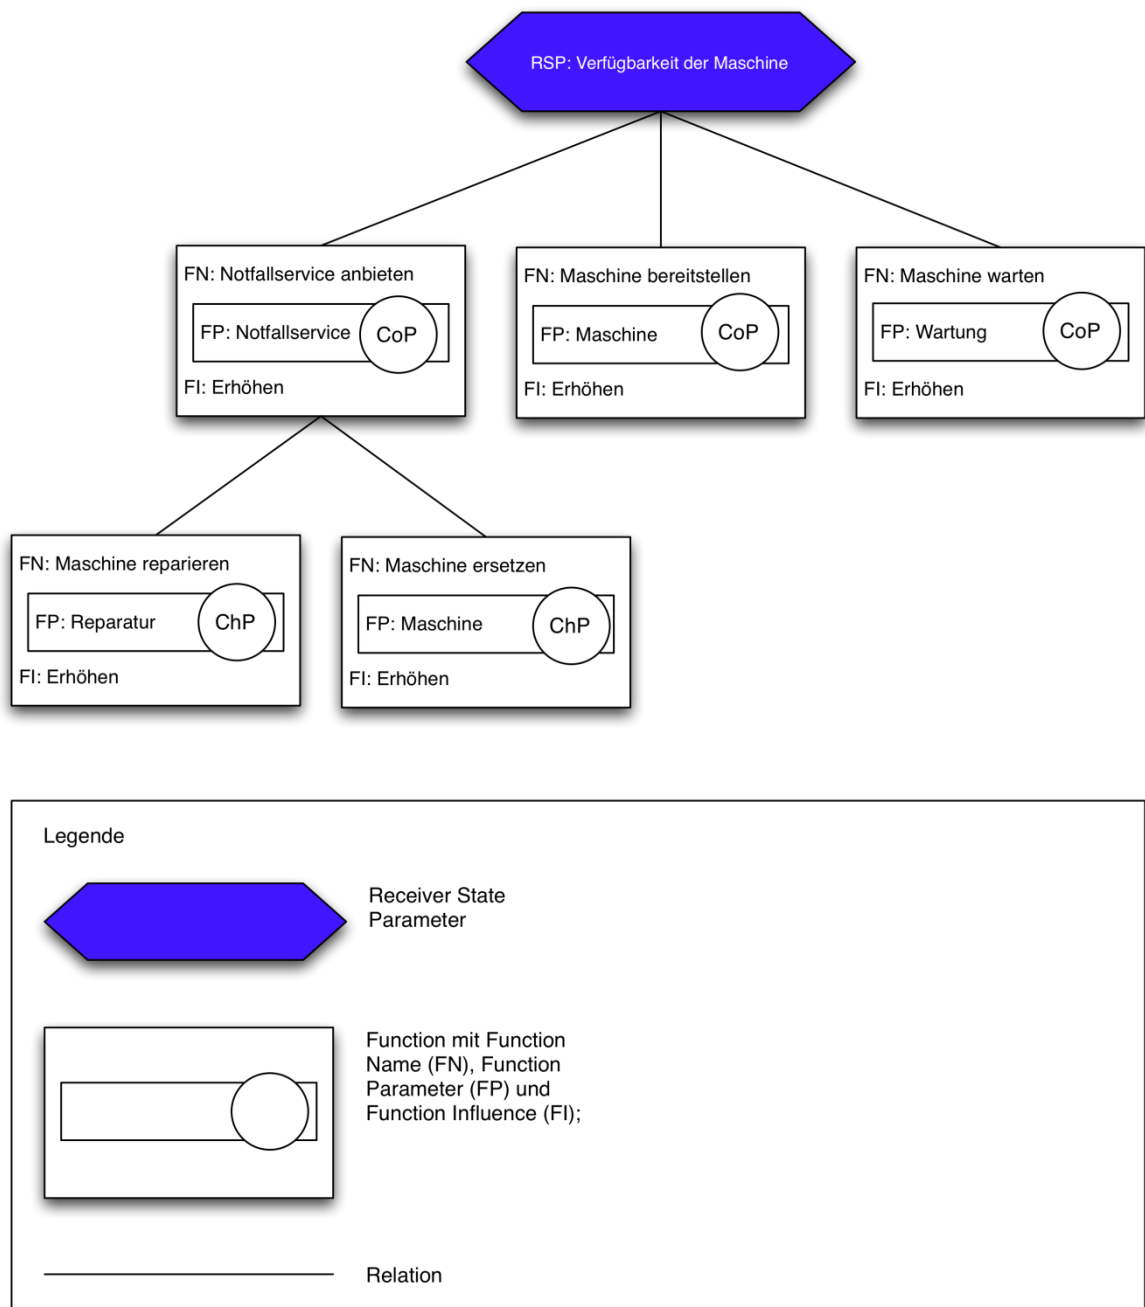 RSP: Verfügbarkeit der Maschine
FN: Notfallservice anbieten
FP: Notfallservice
CoP
FI: Erhöhen
FN: Maschine bereitstellen
FP: Maschine
CoP
FI: Erhöhen
FN: Maschine warten
FP: Wartung
CoP
FI: Erhöhen
FN: Maschine reparieren
FP: Reparatur
ChP
FI: Erhöhen
FN: Maschine ersetzen
FP: Maschine
ChP
FI: Erhöhen
Legende
Receiver State
Parameter
Function mit Function
Name (FN), Function
Parameter (FP) und
Function Influence (FI);
Relation